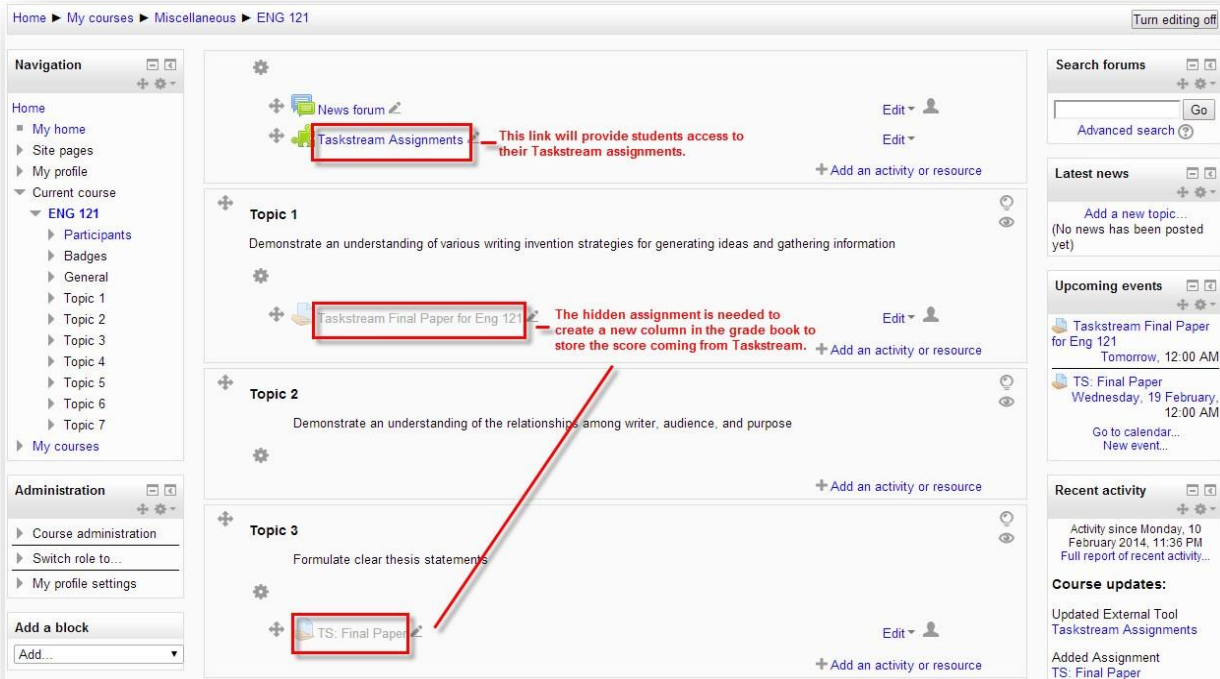 Home ► My courses ► Miscellaneous ► ENG 121
Turn editing off
Navigation
Home
My home
Site pages
My profile
Current course
ENG 121
Participants
Badges
General
Topic 1
Topic 2
Topic 3
Topic 4
Topic 5
Topic 6
Topic 7
My courses
Administration
Course administration
Switch role to...
My profile settings
Add a block
Add...
News forum
Edit
Taskstream Assignments
This link will provide students access to
their Taskstream assignments.
Edit
Add an activity or resource
Topic 1
Demonstrate an understanding of various writing invention strategies for generating ideas and gathering information
Taskstream Final Paper for Eng 121
The hidden assignment is needed to
create a new column in the grade book to
store the score coming from Taskstream.
Edit
Add an activity or resource
Topic 2
Demonstrate an understanding of the relationships among writer, audience, and purpose
Add an activity or resource
Topic 3
Formulate clear thesis statements
TS: Final Paper
Edit
Add an activity or resource
Search forums
Go
Advanced search ?
Latest news
Add a new topic...
(No news has been posted
yet)
Upcoming events
Taskstream Final Paper
for Eng 121
Tomorrow, 12:00 AM
TS: Final Paper
Wednesday, 19 February,
12:00 AM
Go to calendar...
New event...
Recent activity
Activity since Monday, 10
February 2014, 11:36 PM
Full report of recent activity...
Course updates:
Updated External Tool
Taskstream Assignments
Added Assignment
TS: Final Paper